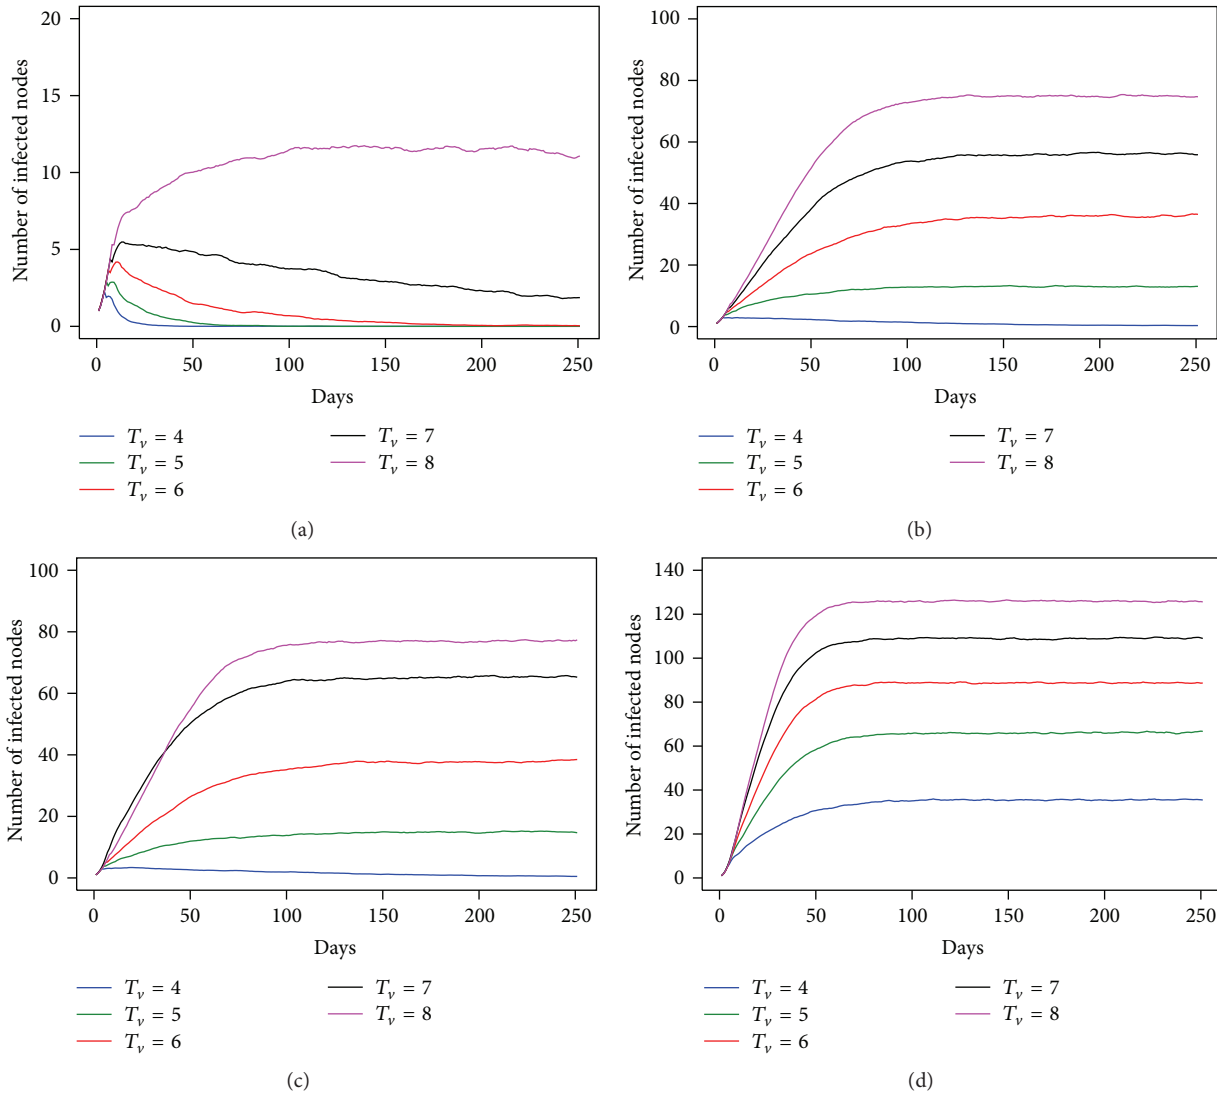 Number of infected nodes
20
15
10
5
0
0 50 100 150 200 250
Days
T_v = 4
T_v = 5
T_v = 6
T_v = 7
T_v = 8
(a)
Number of infected nodes
100
80
60
40
20
0
0 50 100 150 200 250
Days
T_v = 4
T_v = 5
T_v = 6
T_v = 7
T_v = 8
(b)
Number of infected nodes
100
80
60
40
20
0
0 50 100 150 200 250
Days
T_v = 4
T_v = 5
T_v = 6
T_v = 7
T_v = 8
(c)
Number of infected nodes
140
120
100
80
60
40
20
0
0 50 100 150 200 250
Days
T_v = 4
T_v = 5
T_v = 6
T_v = 7
T_v = 8
(d)